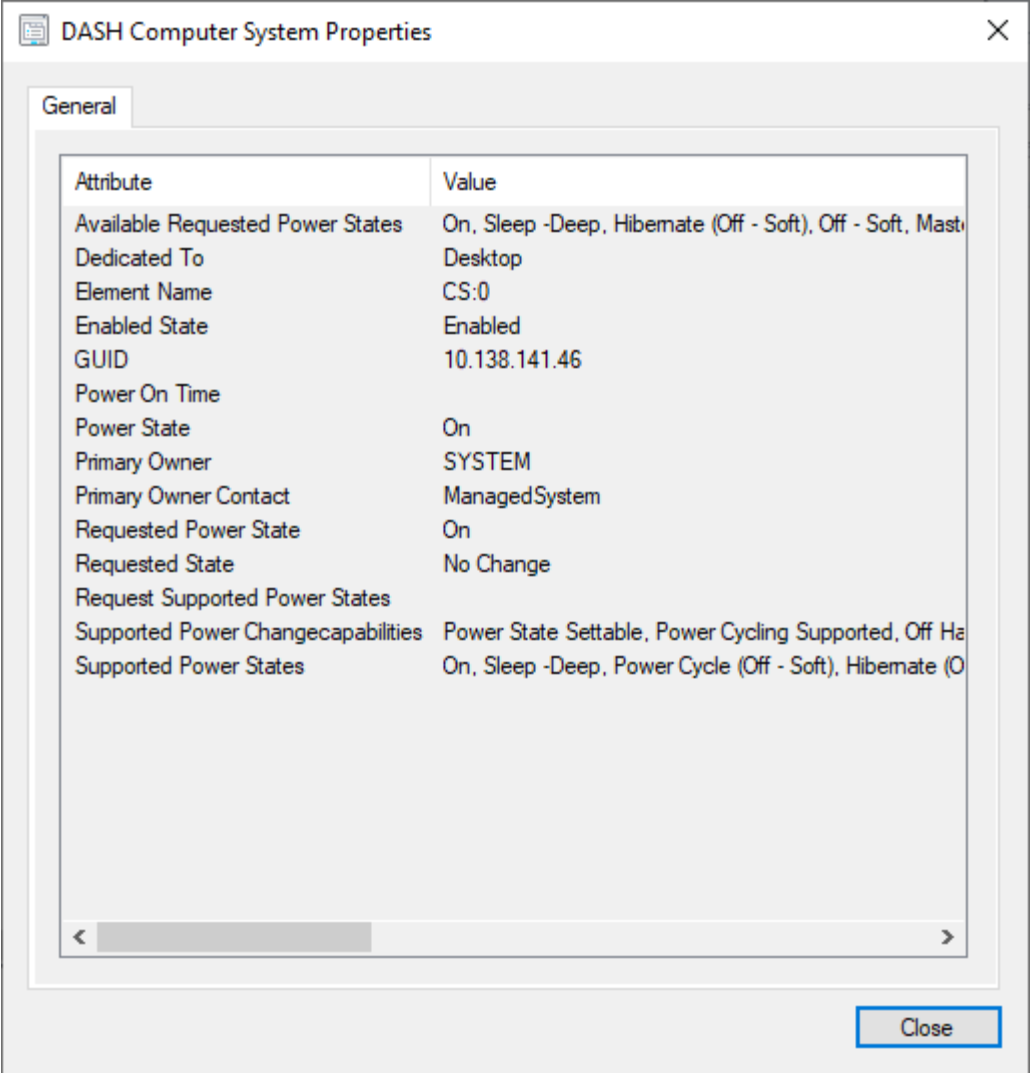 DASH Computer System Properties
General
Attribute Value
Available Requested Power States On, Sleep -Deep, Hibernate (Off - Soft), Off - Soft, Mast
Dedicated To Desktop
Element Name CS:0
Enabled State Enabled
GUID 10.138.141.46
Power On Time
Power State On
Primary Owner SYSTEM
Primary Owner Contact ManagedSystem
Requested Power State On
Requested State No Change
Request Supported Power States
Supported Power Changecapabilities Power State Settable, Power Cycling Supported, Off Ha
Supported Power States On, Sleep -Deep, Power Cycle (Off - Soft), Hibernate (O
Close